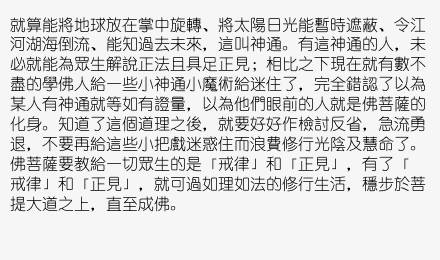 就算能將地球放在掌中旋轉、將太陽日光能暫時遮蔽、令江
河湖海倒流、能知過去未來，這叫神通。有這神通的人，未
必就能為眾生解說正法且具足正見；相比之下現在就有數不
盡的學佛人給一些小神通小魔術給迷住了，完全錯認了以為
某人有神通就等如有證量，以為他們眼前的人就是佛菩薩的
化身。知道了這個道理之後，就要好好作檢討反省，急流勇
退，不要再給這些小把戲迷惑住而浪費修行光陰及慧命了。
佛菩薩要教給一切眾生的是「戒律」和「正見」，有了「
戒律」和「正見」，就可過如理如法的修行生活，穩步於菩
提大道之上，直至成佛。